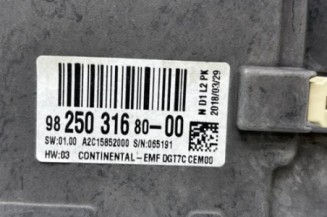 98 250 316 80-00
SW:01.00 A2C15852000 S/N:065191
HW:03 CONTINENTAL-EMF DGT7C CEM00
N D1 L2 PK
2018/03/29